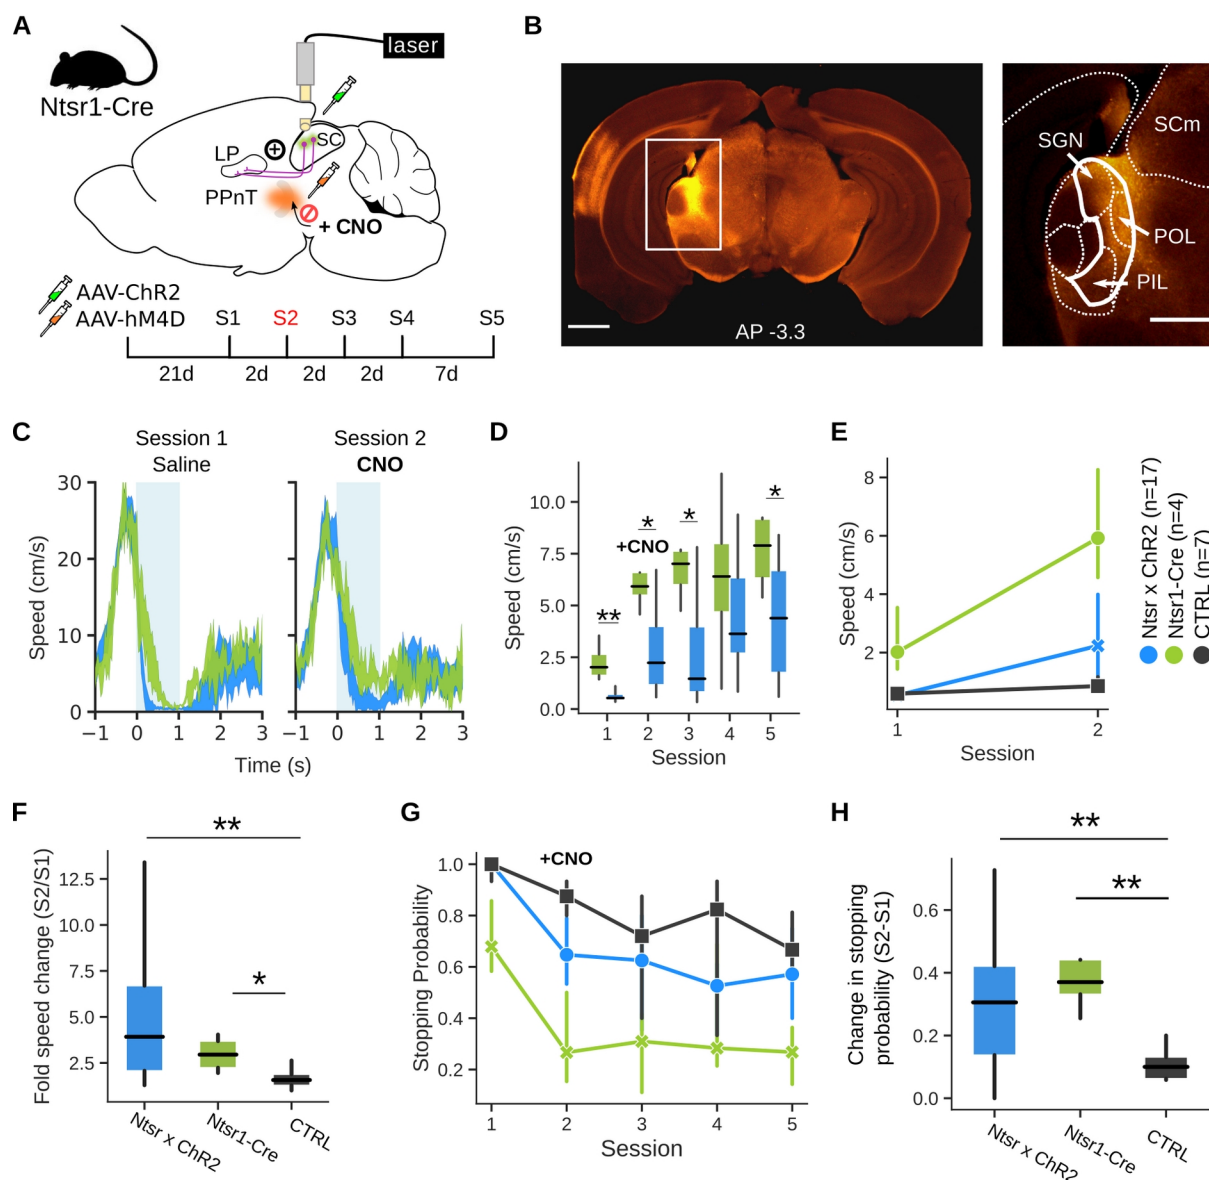 A
laser
Ntsr1-Cre
SC
LP
PPnT
+ CNO
AAV-ChR2
AAV-hM4D
S1 S2 S3 S4 S5
21d 2d 2d 2d 7d
B
AP -3.3
SGN
SCm
POL
PIL
C
Session 1
Saline
Session 2
CNO
Speed (cm/s)
30
20
10
0
−1 0 1 2 3
−1 0 1 2 3
Time (s)
D
Speed (cm/s)
10.0
7.5
5.0
2.5
0.0
**
*
+CNO
*
*
1 2 3 4 5
Session
E
Speed (cm/s)
8
6
4
2
1 2
Session
Ntsr x ChR2 (n=17)
Ntsr1-Cre (n=4)
CTRL (n=7)
F
Fold speed change (S2/S1)
12.5
10.0
7.5
5.0
2.5
**
*
Ntsr x ChR2
Ntsr1-Cre
CTRL
G
+CNO
Stopping Probability
1.0
0.8
0.6
0.4
0.2
1 2 3 4 5
Session
H
Change in stopping
probability (S2-S1)
0.6
0.4
0.2
0.0
**
**
Ntsr x ChR2
Ntsr1-Cre
CTRL